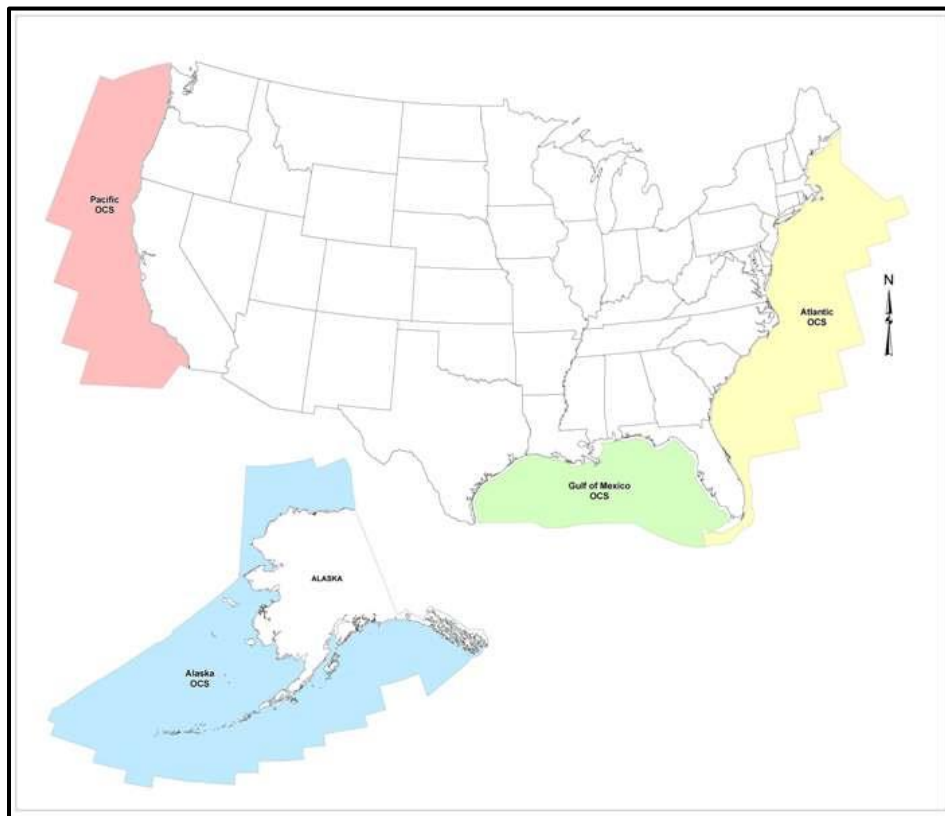 Pacific
OCS
N
Atlantic
OCS
Gulf of Mexico
OCS
ALASKA
Alaska
OCS